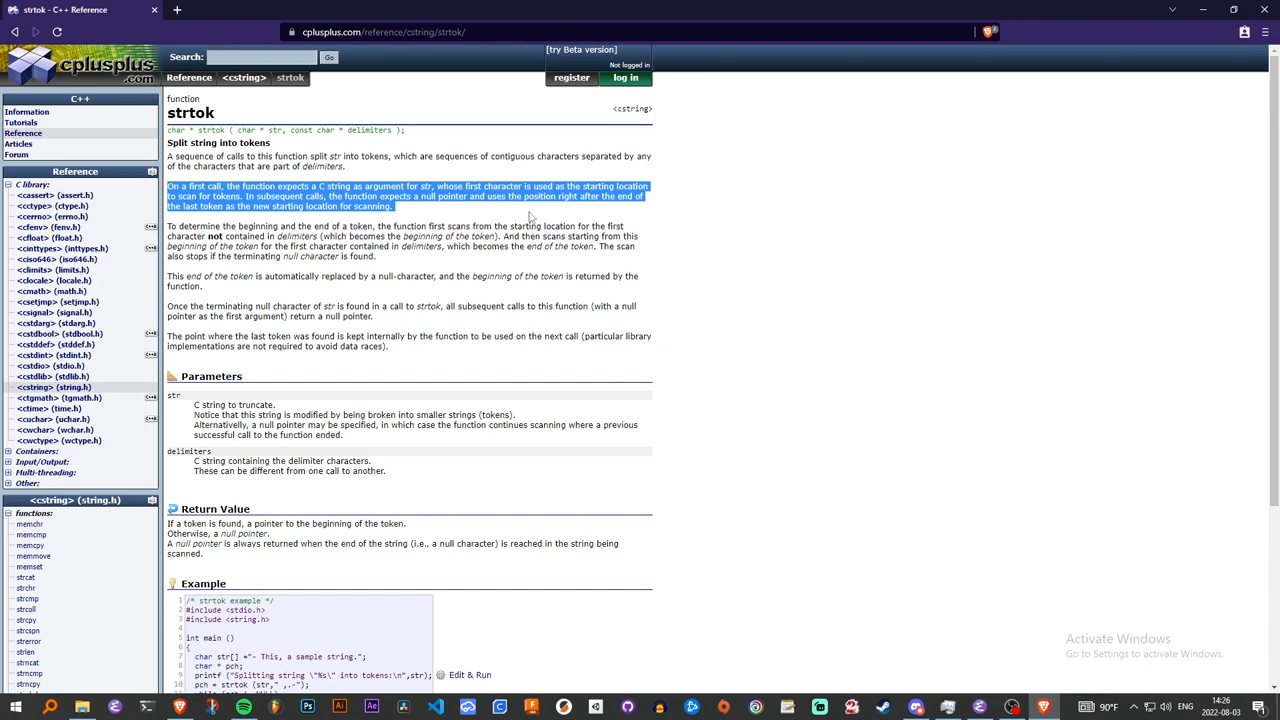 strtok - C++ Reference
cplusplus.com/reference/cstring/strtok/
cplusplus
.com
Search:
Go
[try Beta version]
Not logged in
Reference
<cstring>
strtok
register
log in
C++
Information
Tutorials
Reference
Articles
Forum
Reference
C library:
<cassert> (assert.h)
<cctype> (ctype.h)
<cerrno> (errno.h)
<cfenv> (fenv.h)
<cfloat> (float.h)
<cinttypes> (inttypes.h)
<ciso646> (iso646.h)
<climits> (limits.h)
<clocale> (locale.h)
<cmath> (math.h)
<csetjmp> (setjmp.h)
<csignal> (signal.h)
<cstdarg> (stdarg.h)
<cstdbool> (stdbool.h)
<cstddef> (stddef.h)
<cstdint> (stdint.h)
<cstdio> (stdio.h)
<cstdlib> (stdlib.h)
<cstring> (string.h)
<ctgmath> (tgmath.h)
<ctime> (time.h)
<cuchar> (uchar.h)
<cwchar> (wchar.h)
<cwctype> (wctype.h)
Containers:
Input/Output:
Multi-threading:
Other:
<cstring> (string.h)
functions:
memchr
memcmp
memcpy
memmove
memset
strcat
strchr
strcmp
strcoll
strcpy
strcspn
strerror
strlen
strncat
strncmp
strncpy
function
strtok
<cstring>
char * strtok ( char * str, const char * delimiters );
Split string into tokens
A sequence of calls to this function split str into tokens, which are sequences of contiguous characters separated by any
of the characters that are part of delimiters.
On a first call, the function expects a C string as argument for str, whose first character is used as the starting location
to scan for tokens. In subsequent calls, the function expects a null pointer and uses the position right after the end of
the last token as the new starting location for scanning.
To determine the beginning and the end of a token, the function first scans from the starting location for the first
character not contained in delimiters (which becomes the beginning of the token). And then scans starting from this
beginning of the token for the first character contained in delimiters, which becomes the end of the token. The scan
also stops if the terminating null character is found.
This end of the token is automatically replaced by a null-character, and the beginning of the token is returned by the
function.
Once the terminating null character of str is found in a call to strtok, all subsequent calls to this function (with a null
pointer as the first argument) return a null pointer.
The point where the last token was found is kept internally by the function to be used on the next call (particular library
implementations are not required to avoid data races).
Parameters
str
C string to truncate.
Notice that this string is modified by being broken into smaller strings (tokens).
Alternativelly, a null pointer may be specified, in which case the function continues scanning where a previous
successful call to the function ended.
delimiters
C string containing the delimiter characters.
These can be different from one call to another.
Return Value
If a token is found, a pointer to the beginning of the token.
Otherwise, a null pointer.
A null pointer is always returned when the end of the string (i.e., a null character) is reached in the string being
scanned.
Example
1 /* strtok example */
2 #include <stdio.h>
3 #include <string.h>
4
5 int main ()
6 {
7 char str[] ="- This, a sample string.";
8 char * pch;
9 printf ("Splitting string \"%s\" into tokens:\n",str);
10 pch = strtok (str," ,.-");
Edit & Run
Activate Windows
Go to Settings to activate Windows.
90°F
14:26
2022-08-03